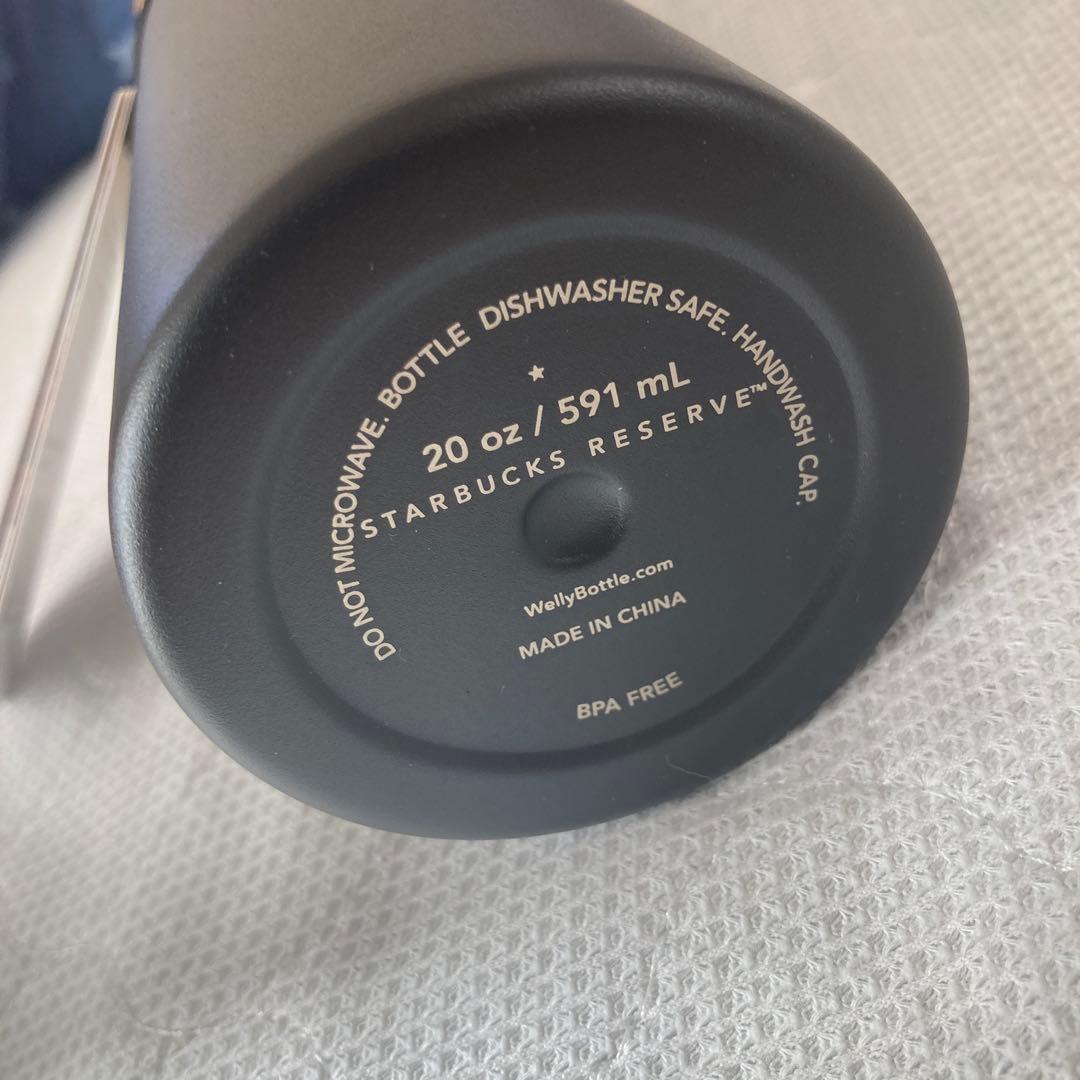 DO NOT MICROWAVE. BOTTLE DISHWASHER SAFE. HANDWASH CAP.
20 oz / 591 mL
STARBUCKS RESERVE™
WellyBottle.com
MADE IN CHINA
BPA FREE